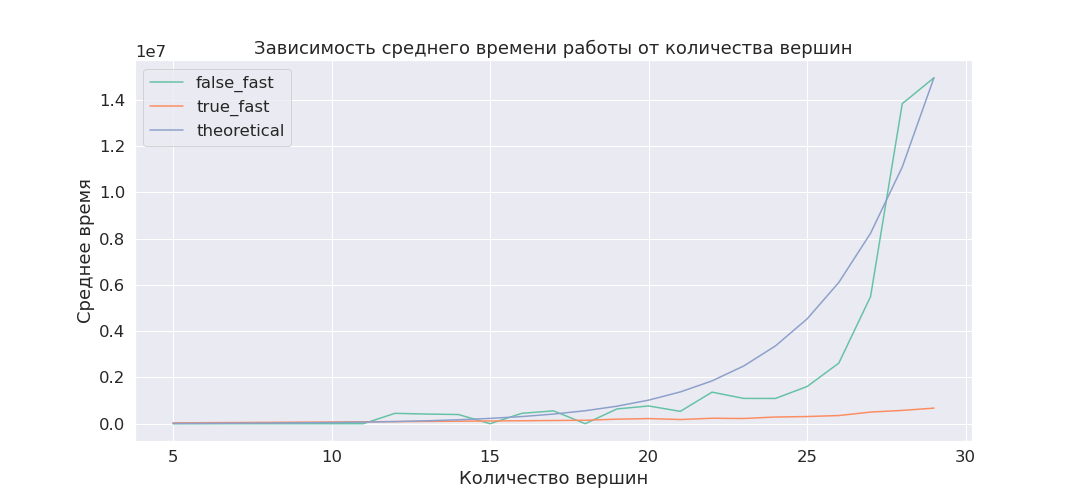 Зависимость среднего времени работы от количества вершин
1e7
false_fast
true_fast
theoretical
1.4
1.2
1.0
0.8
0.6
0.4
0.2
0.0
Среднее время
5
10
15
20
25
30
Количество вершин